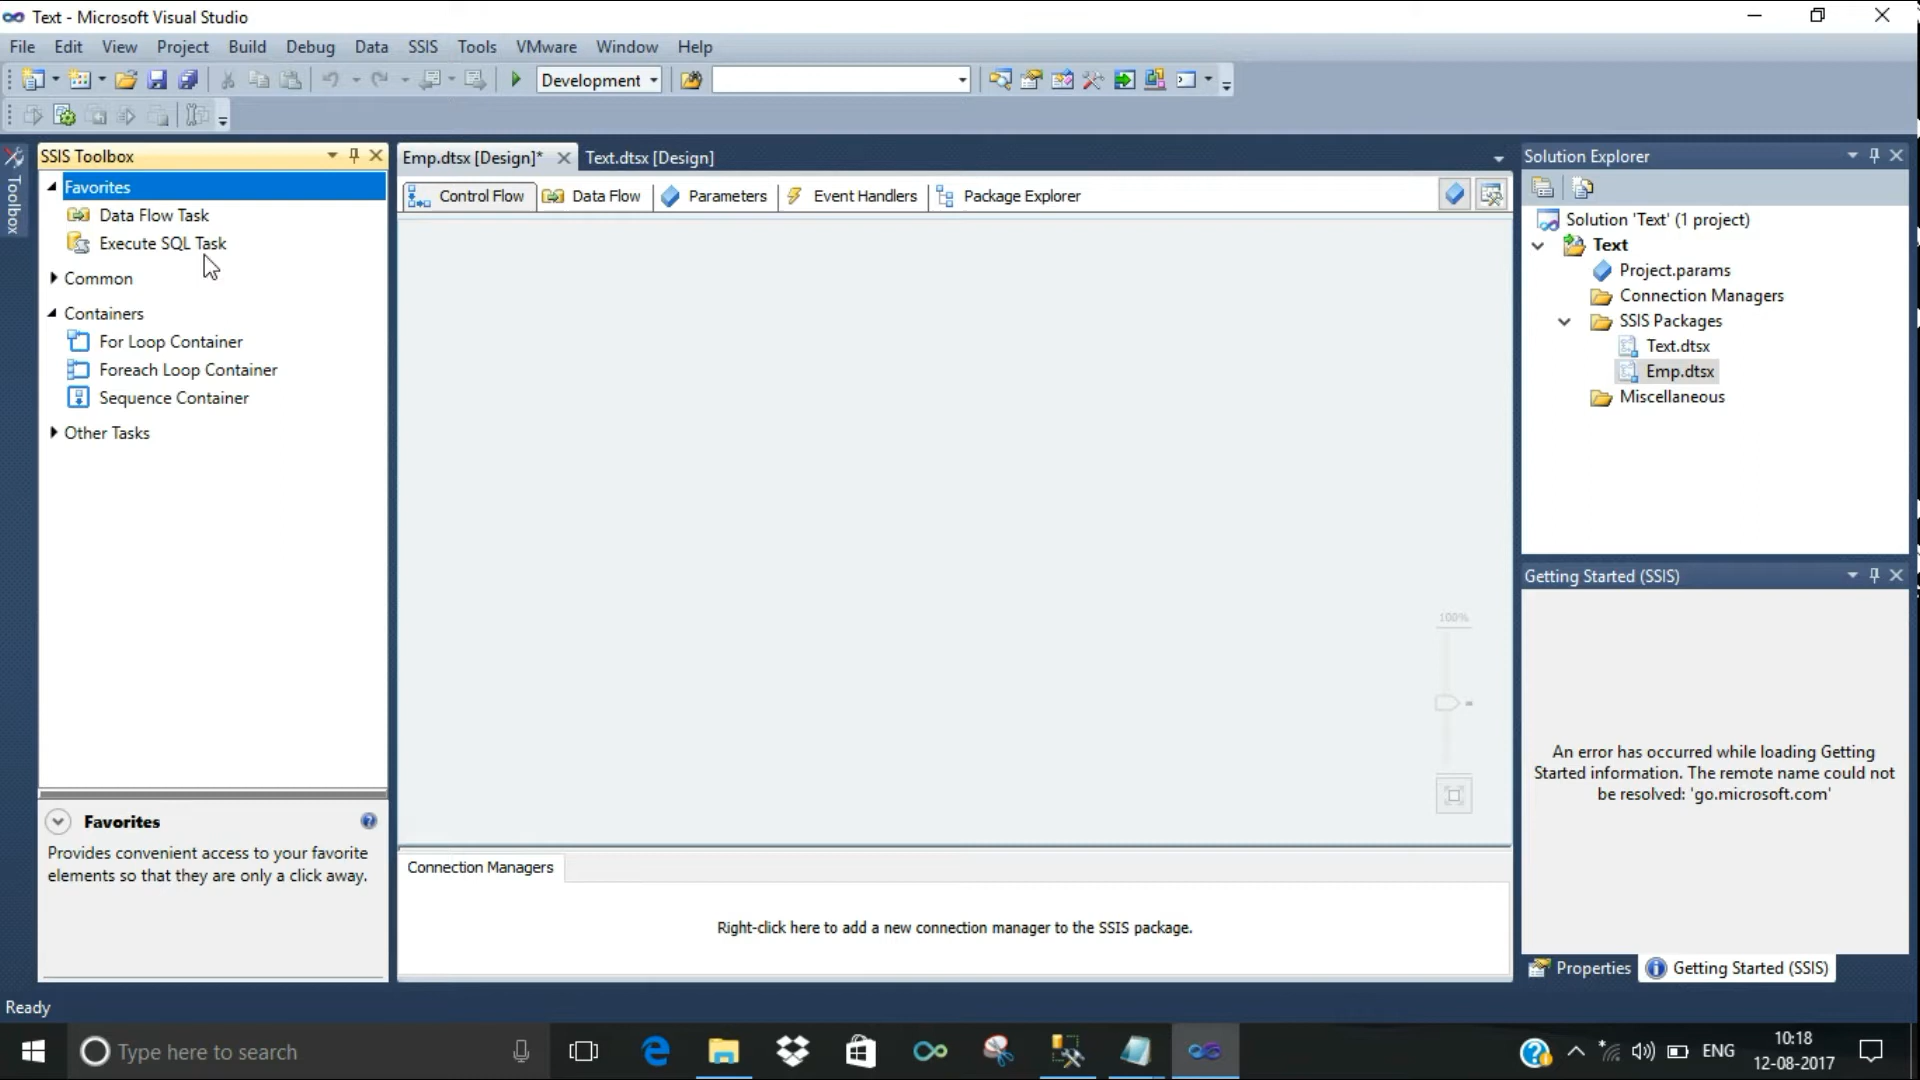 Text - Microsoft Visual Studio
File Edit View Project Build Debug Data SSIS Tools VMware Window Help
Development
Toolbox
SSIS Toolbox
Favorites
Data Flow Task
Execute SQL Task
Common
Containers
For Loop Container
Foreach Loop Container
Sequence Container
Other Tasks
Favorites
Provides convenient access to your favorite
elements so that they are only a click away.
Emp.dtsx [Design]* Text.dtsx [Design]
Control Flow Data Flow Parameters Event Handlers Package Explorer
100%
Connection Managers
Right-click here to add a new connection manager to the SSIS package.
Solution Explorer
Solution 'Text' (1 project)
Text
Project.params
Connection Managers
SSIS Packages
Text.dtsx
Emp.dtsx
Miscellaneous
Getting Started (SSIS)
An error has occurred while loading Getting
Started information. The remote name could not
be resolved: 'go.microsoft.com'
Properties Getting Started (SSIS)
Ready
Type here to search
ENG
10:18
12-08-2017